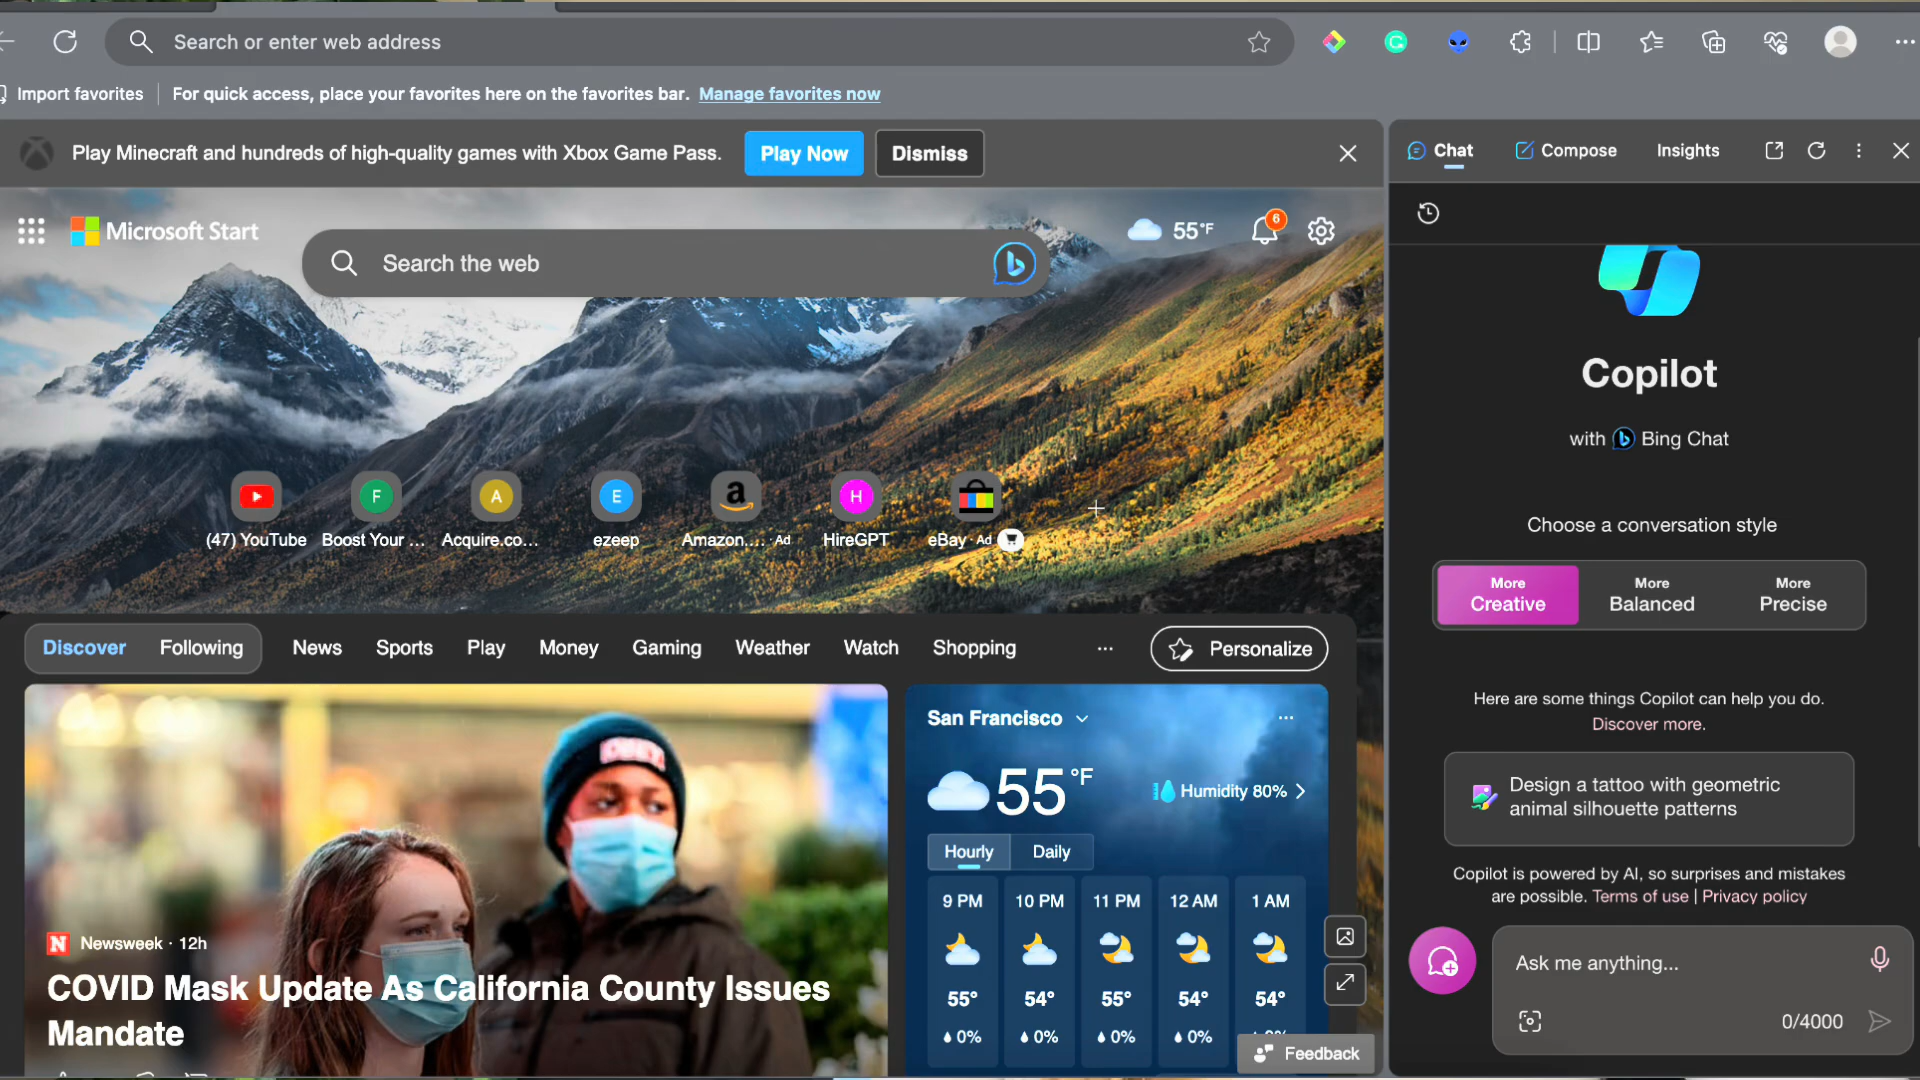 Search or enter web address
Import favorites
For quick access, place your favorites here on the favorites bar. Manage favorites now
Play Minecraft and hundreds of high-quality games with Xbox Game Pass.
Play Now
Dismiss
Microsoft Start
55°F
6
Search the web
F
A
E
a
H
(47) YouTube
Boost Your ...
Acquire.co...
ezeep
Amazon.... · Ad
HireGPT
eBay · Ad
Discover
Following
News
Sports
Play
Money
Gaming
Weather
Watch
Shopping
...
Personalize
N Newsweek · 12h
COVID Mask Update As California County Issues
Mandate
San Francisco
55°F
Humidity 80%
Hourly
Daily
9 PM
10 PM
11 PM
12 AM
1 AM
55°
54°
55°
54°
54°
0%
0%
0%
0%
Feedback
Chat
Compose
Insights
Copilot
with Bing Chat
Choose a conversation style
More
Creative
More
Balanced
More
Precise
Here are some things Copilot can help you do.
Discover more.
Design a tattoo with geometric
animal silhouette patterns
Copilot is powered by AI, so surprises and mistakes
are possible. Terms of use | Privacy policy
Ask me anything...
0/4000